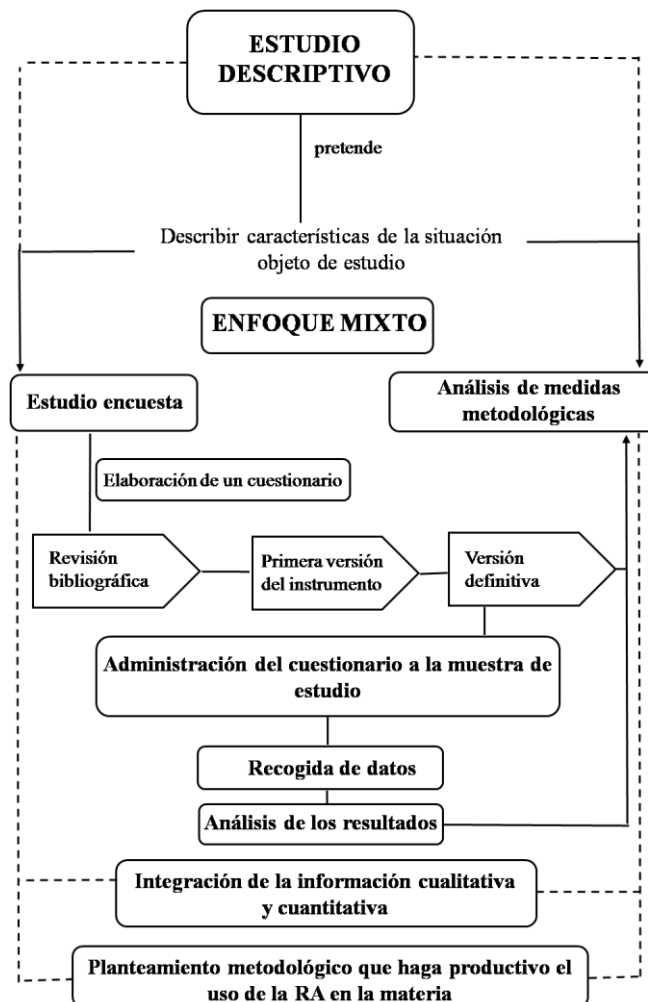 ESTUDIO
DESCRIPTIVO
pretende
Describir características de la situación
objeto de estudio
ENFOQUE MIXTO
Estudio encuesta
Análisis de medidas
metodológicas
Elaboración de un cuestionario
Revisión
bibliográfica
Primera versión
del instrumento
Versión
definitiva
Administración del cuestionario a la muestra de
estudio
Recogida de datos
Análisis de los resultados
Integración de la información cualitativa
y cuantitativa
Planteamiento metodológico que haga productivo el
uso de la RA en la materia